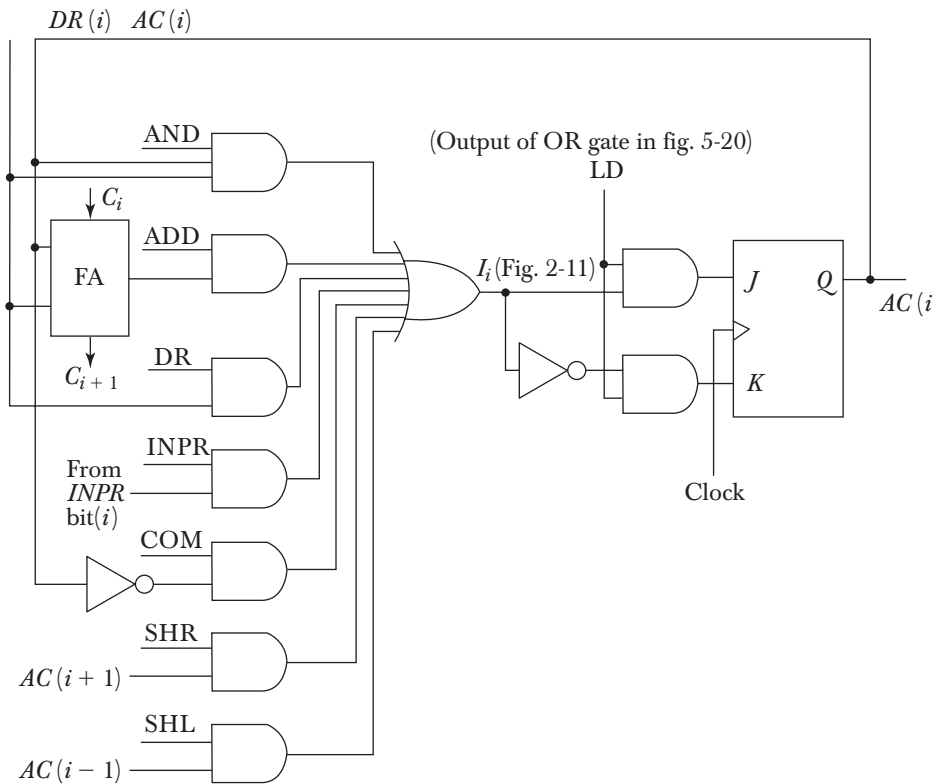 DR(i) AC(i)
AND
(Output of OR gate in fig. 5-20)
LD
C_i
ADD
FA
I_i (Fig. 2-11)
J
Q
AC(i
DR
C_{i + 1}
K
INPR
From
INPR
bit(i)
Clock
COM
SHR
AC(i + 1)
SHL
AC(i − 1)